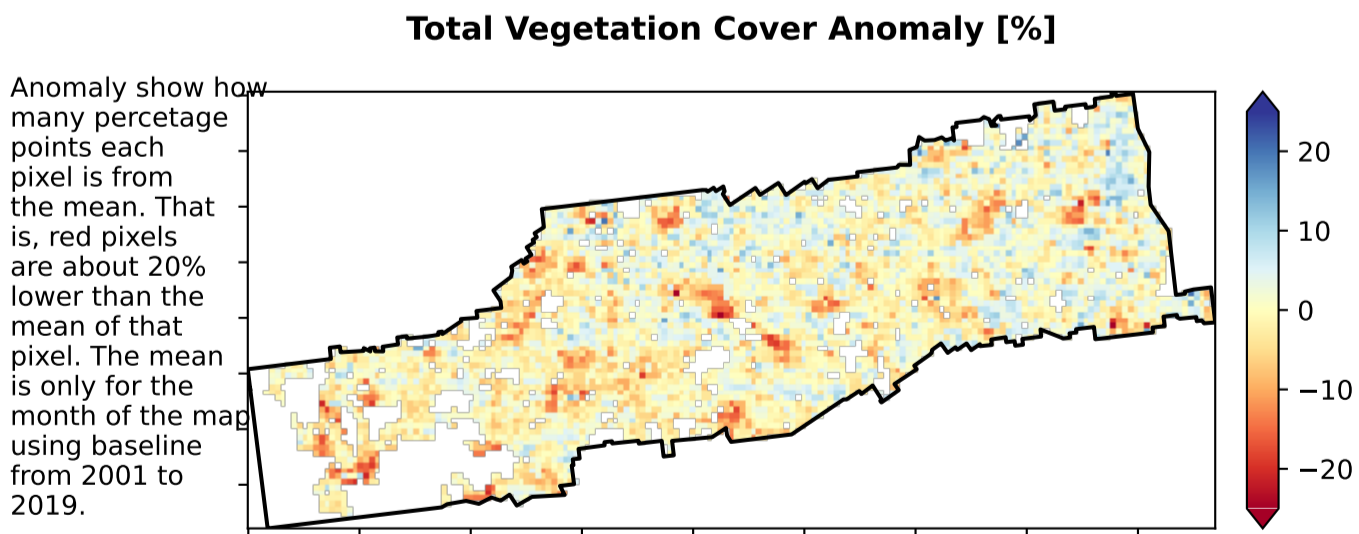 Total Vegetation Cover Anomaly [%]
Anomaly show how
many percetage
points each
pixel is from
the mean. That
is, red pixels
are about 20%
lower than the
mean of that
pixel. The mean
is only for the
month of the map
using baseline
from 2001 to
2019.
20
10
0
−10
−20